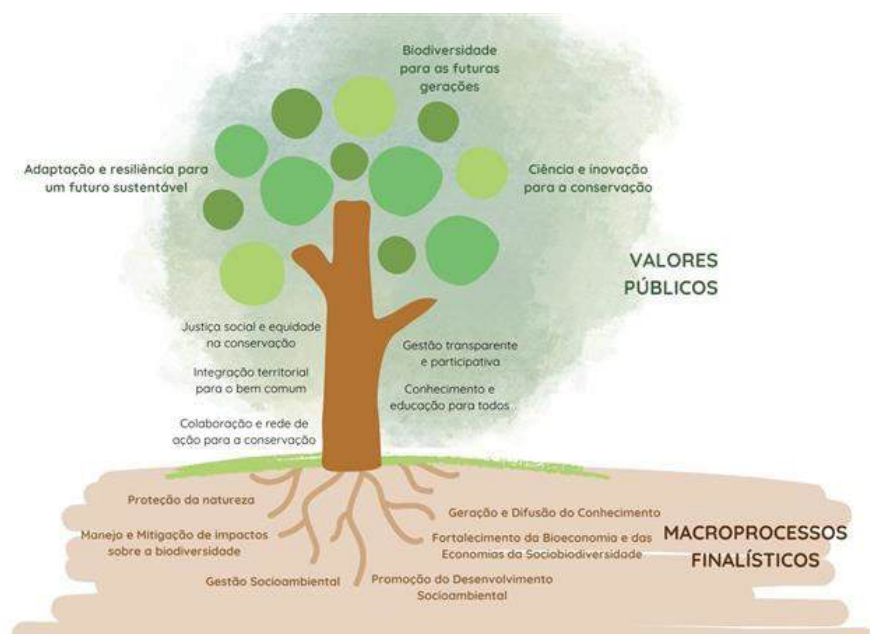 Biodiversidade
para as futuras
gerações
Adaptação e resiliência para
um futuro sustentável
Ciência e inovação
para a conservação
VALORES
PÚBLICOS
Justiça social e equidade
na conservação
Gestão transparente
e participativa
Integração territorial
para o bem comum
Conhecimento e
educação para todos
Colaboração e rede de
ação para a conservação
Proteção da natureza
Geração e Difusão do Conhecimento
Manejo e Mitigação de impactos
sobre a biodiversidade
Fortalecimento da Bioeconomia e das
Economias da Sociobiodiversidade
MACROPROCESSOS
FINALÍSTICOS
Gestão Socioambiental
Promoção do Desenvolvimento
Socioambiental